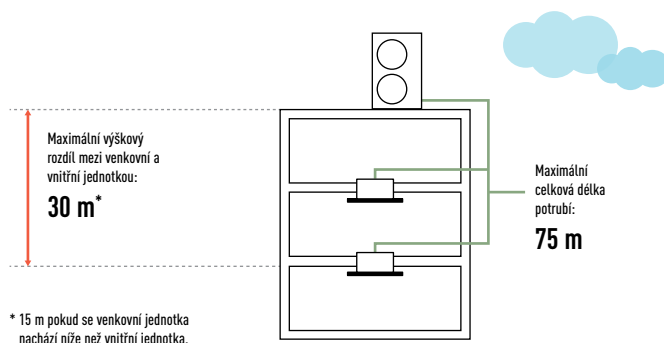 Maximální výškový
rozdíl mezi venkovní a
vnitřní jednotkou:
30 m*
Maximální
celková délka
potrubí:
75 m
* 15 m pokud se venkovní jednotka
nachází níže než vnitřní jednotka.